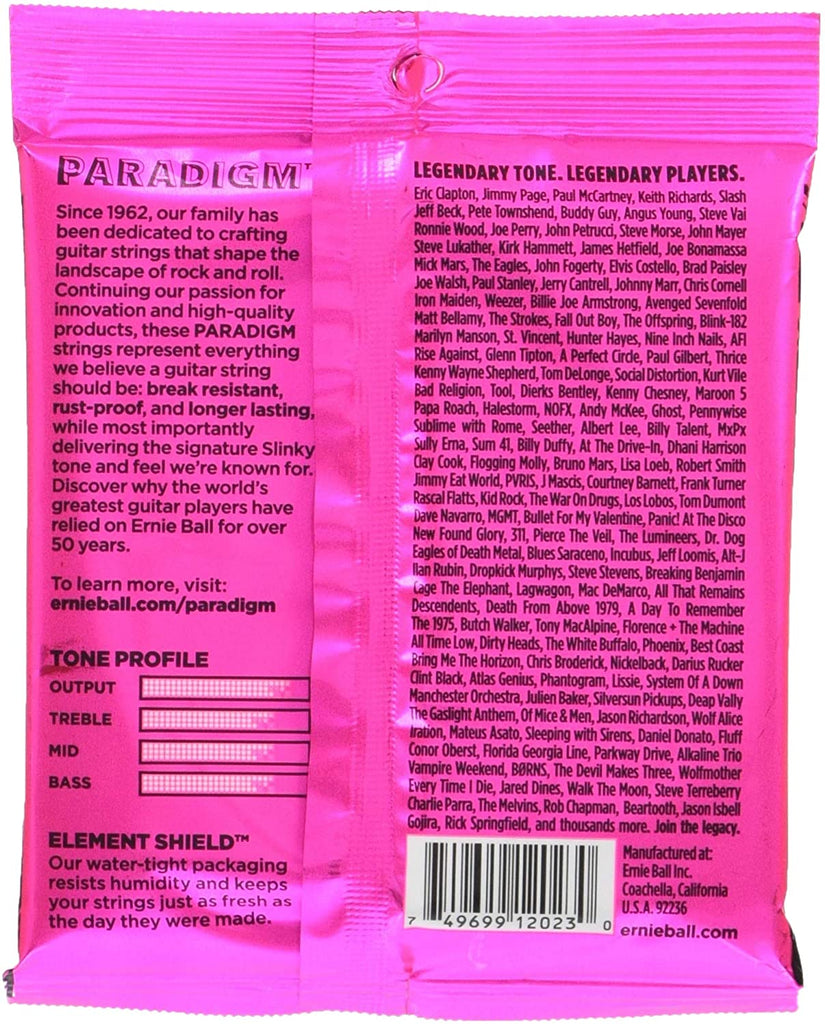 PARADIGM™
Since 1962, our family has
been dedicated to crafting
guitar strings that shape the
landscape of rock and roll.
Continuing our passion for
innovation and high-quality
products, these PARADIGM
strings represent everything
we believe a guitar string
should be: break resistant,
rust-proof, and longer lasting,
while most importantly
delivering the signature Slinky
tone and feel we're known for.
Discover why the world's
greatest guitar players have
relied on Ernie Ball for over
50 years.
To learn more, visit:
ernieball.com/paradigm
TONE PROFILE
OUTPUT
TREBLE
MID
BASS
ELEMENT SHIELD™
Our water-tight packaging
resists humidity and keeps
your strings just as fresh as
the day they were made.
LEGENDARY TONE. LEGENDARY PLAYERS.
Eric Clapton, Jimmy Page, Paul McCartney, Keith Richards, Slash
Jeff Beck, Pete Townshend, Buddy Guy, Angus Young, Steve Vai
Ronnie Wood, Joe Perry, John Petrucci, Steve Morse, John Mayer
Steve Lukather, Kirk Hammett, James Hetfield, Joe Bonamassa
Mick Mars, The Eagles, John Fogerty, Elvis Costello, Brad Paisley
Joe Walsh, Paul Stanley, Jerry Cantrell, Johnny Marr, Chris Cornell
Iron Maiden, Weezer, Billie Joe Armstrong, Avenged Sevenfold
Matt Bellamy, The Strokes, Fall Out Boy, The Offspring, Blink-182
Marilyn Manson, St. Vincent, Hunter Hayes, Nine Inch Nails, AFI
Rise Against, Glenn Tipton, A Perfect Circle, Paul Gilbert, Thrice
Kenny Wayne Shepherd, Tom DeLonge, Social Distortion, Kurt Vile
Bad Religion, Tool, Dierks Bentley, Kenny Chesney, Maroon 5
Papa Roach, Halestorm, NOFX, Andy McKee, Ghost, Pennywise
Sublime with Rome, Seether, Albert Lee, Billy Talent, MxPx
Sully Erna, Sum 41, Billy Duffy, At The Drive-In, Dhani Harrison
Clay Cook, Flogging Molly, Bruno Mars, Lisa Loeb, Robert Smith
Jimmy Eat World, PVRIS, J Mascis, Courtney Barnett, Frank Turner
Rascal Flatts, Kid Rock, The War On Drugs, Los Lobos, Tom Dumont
Dave Navarro, MGMT, Bullet For My Valentine, Panic! At The Disco
New Found Glory, 311, Pierce The Veil, The Lumineers, Dr. Dog
Eagles of Death Metal, Blues Saraceno, Incubus, Jeff Loomis, Alt-J
Ilan Rubin, Dropkick Murphys, Steve Stevens, Breaking Benjamin
Cage The Elephant, Lagwagon, Mac DeMarco, All That Remains
Descendents, Death From Above 1979, A Day To Remember
The 1975, Butch Walker, Tony MacAlpine, Florence + The Machine
All Time Low, Dirty Heads, The White Buffalo, Phoenix, Best Coast
Bring Me The Horizon, Chris Broderick, Nickelback, Darius Rucker
Clint Black, Atlas Genius, Phantogram, Lissie, System Of A Down
Manchester Orchestra, Julien Baker, Silversun Pickups, Deap Vally
The Gaslight Anthem, Of Mice & Men, Jason Richardson, Wolf Alice
Iration, Mateus Asato, Sleeping with Sirens, Daniel Donato, Fluff
Conor Oberst, Florida Georgia Line, Parkway Drive, Alkaline Trio
Vampire Weekend, BØRNS, The Devil Makes Three, Wolfmother
Every Time I Die, Jared Dines, Walk The Moon, Steve Terreberry
Charlie Parra, The Melvins, Rob Chapman, Beartooth, Jason Isbell
Gojira, Rick Springfield, and thousands more. Join the legacy.
7 49699 12023 0
Manufactured at:
Ernie Ball Inc.
Coachella, California
U.S.A. 92236
ernieball.com